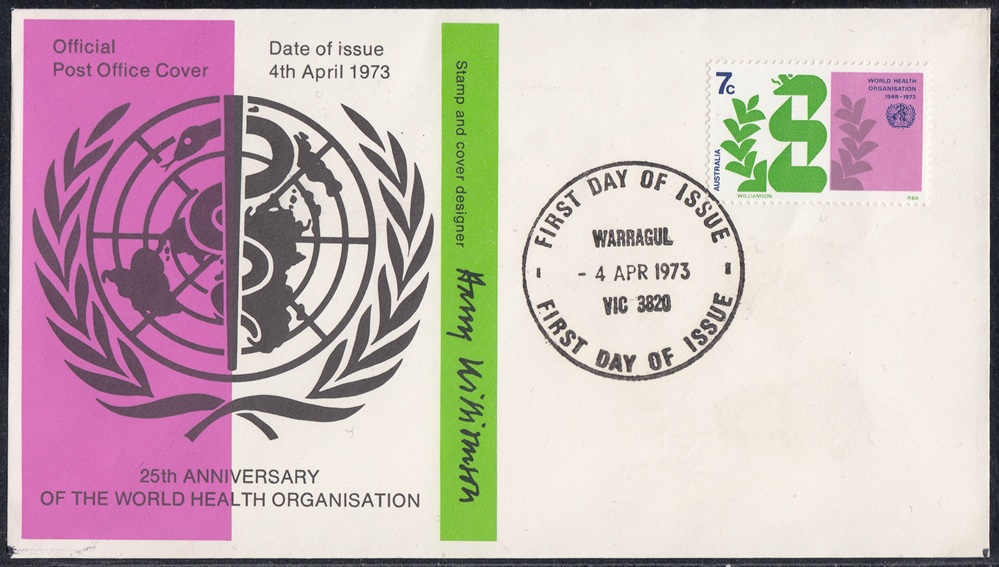 Official
Post Office Cover
Date of issue
4th April 1973
25th ANNIVERSARY
OF THE WORLD HEALTH ORGANISATION
Stamp and cover designer Harry Williamson
FIRST DAY OF ISSUE
WARRAGUL
- 4 APR 1973
VIC 3820
FIRST DAY OF ISSUE
7c
AUSTRALIA
WILLIAMSON
WORLD HEALTH
ORGANISATION
1948-1973
RBA